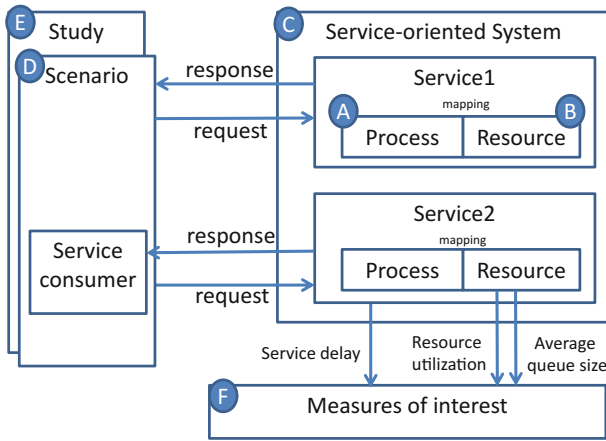 E Study
D Scenario
Service
consumer
response
request
response
request
C Service-oriented System
Service1
mapping
A Process
Resource B
Service2
mapping
Process Resource
Service delay
Resource
utilization
Average
queue size
F Measures of interest